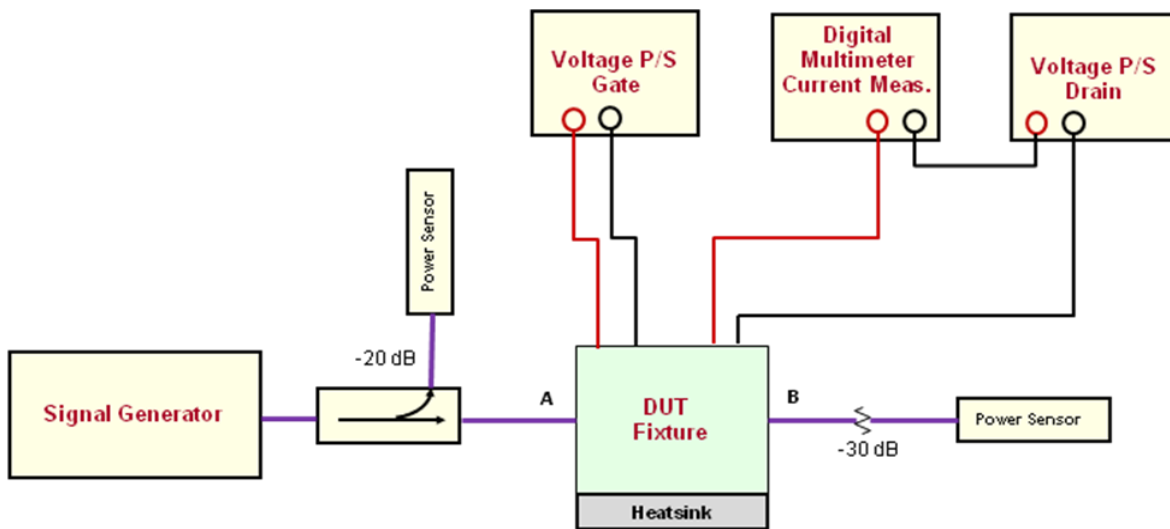 Voltage P/S
Gate
Digital
Multimeter
Current Meas.
Voltage P/S
Drain
Power Sensor
-20 dB
Signal Generator
A
DUT
Fixture
B
-30 dB
Power Sensor
Heatsink